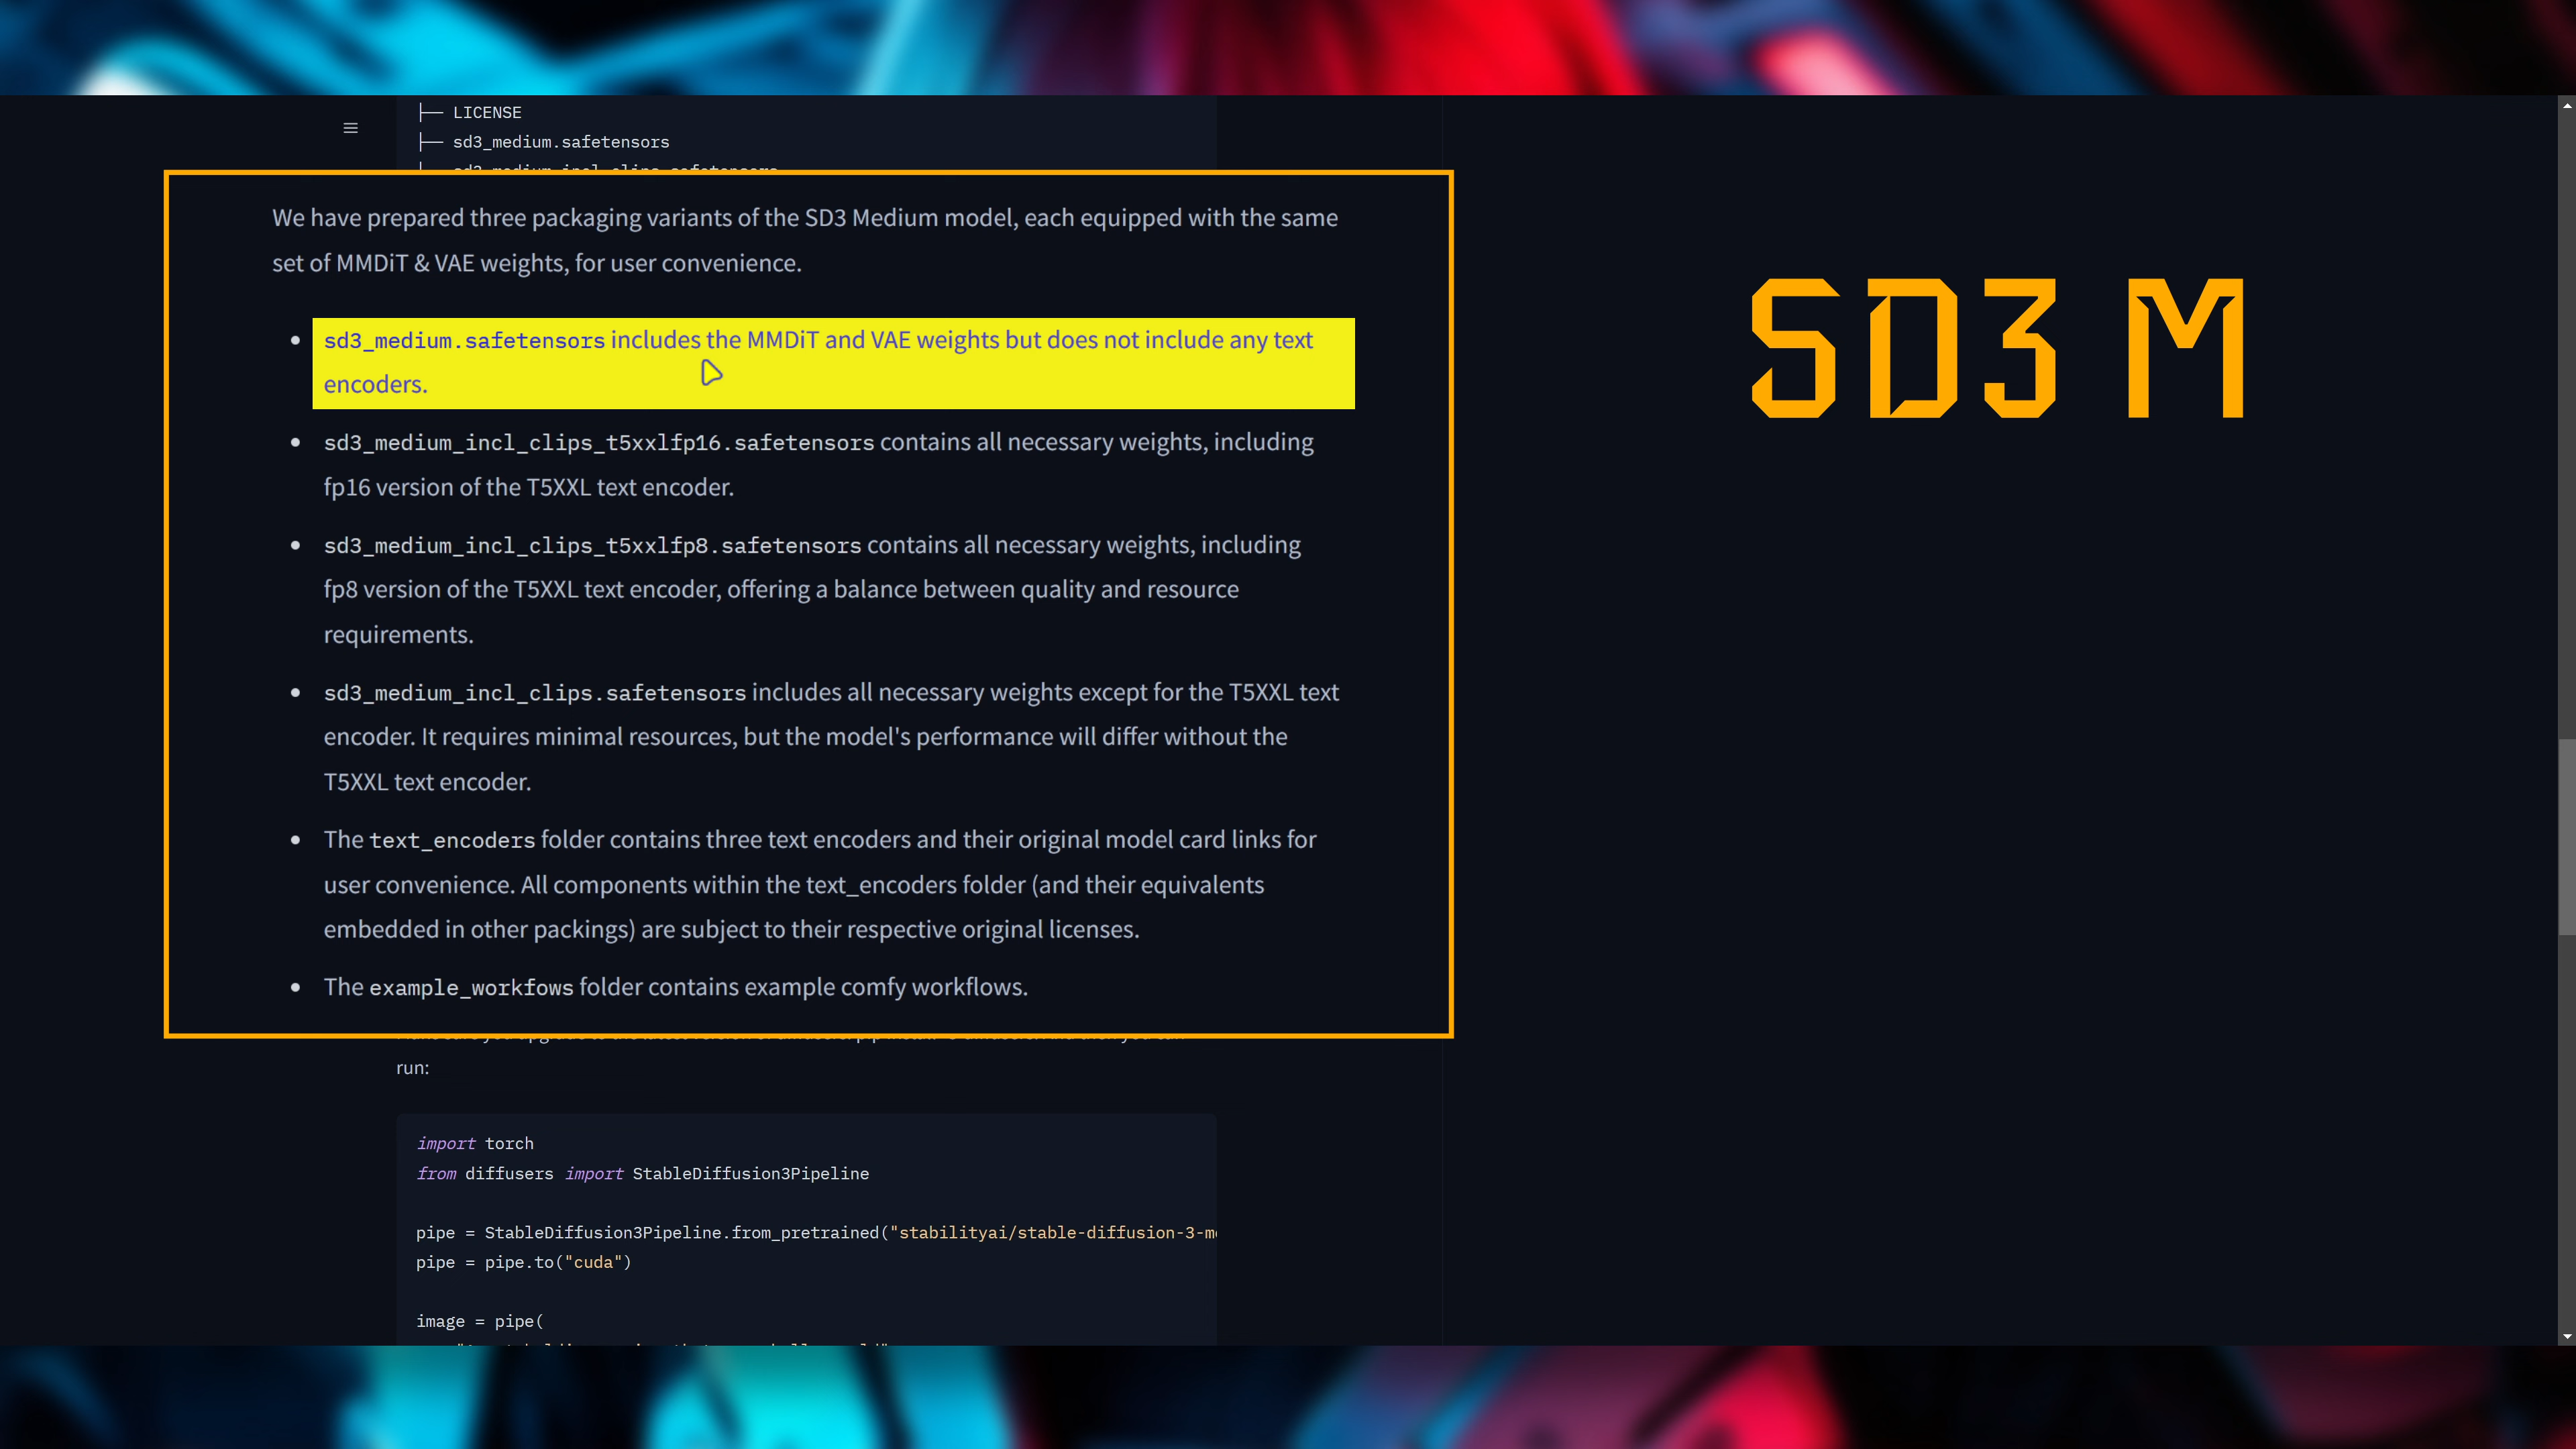 ├── LICENSE
├── sd3_medium.safetensors
sd3_medium_incl_clips.safetensors
We have prepared three packaging variants of the SD3 Medium model, each equipped with the same
set of MMDiT & VAE weights, for user convenience.
• sd3_medium.safetensors includes the MMDiT and VAE weights but does not include any text
encoders.
• sd3_medium_incl_clips_t5xxlfp16.safetensors contains all necessary weights, including
fp16 version of the T5XXL text encoder.
• sd3_medium_incl_clips_t5xxlfp8.safetensors contains all necessary weights, including
fp8 version of the T5XXL text encoder, offering a balance between quality and resource
requirements.
• sd3_medium_incl_clips.safetensors includes all necessary weights except for the T5XXL text
encoder. It requires minimal resources, but the model's performance will differ without the
T5XXL text encoder.
• The text_encoders folder contains three text encoders and their original model card links for
user convenience. All components within the text_encoders folder (and their equivalents
embedded in other packings) are subject to their respective original licenses.
• The example_workfows folder contains example comfy workflows.
run:
import torch
from diffusers import StableDiffusion3Pipeline
pipe = StableDiffusion3Pipeline.from_pretrained("stabilityai/stable-diffusion-3-m
pipe = pipe.to("cuda")
image = pipe(
SD3 M